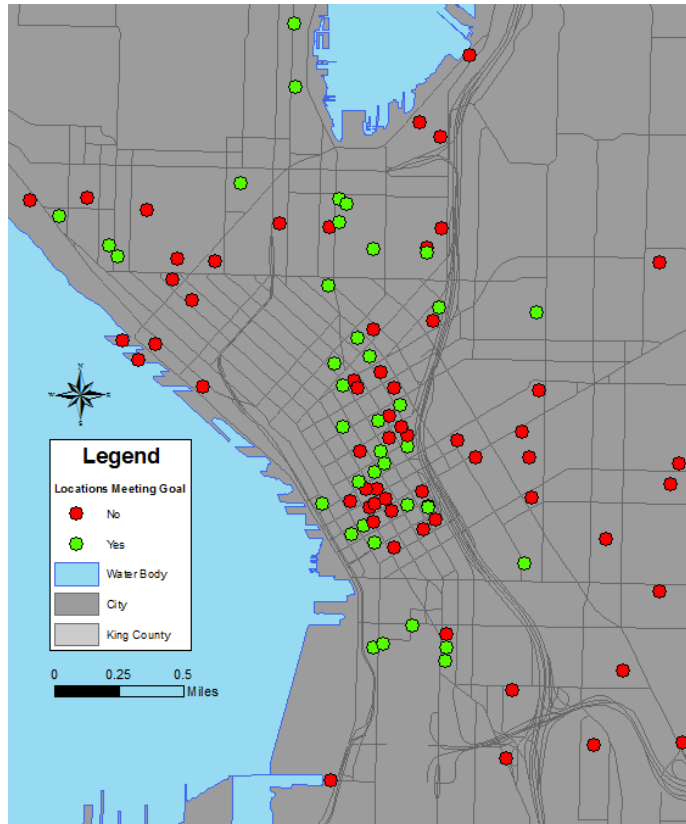 N
W
E
S
Legend
Locations Meeting Goal
No
Yes
Water Body
City
King County
0 0.25 0.5
Miles